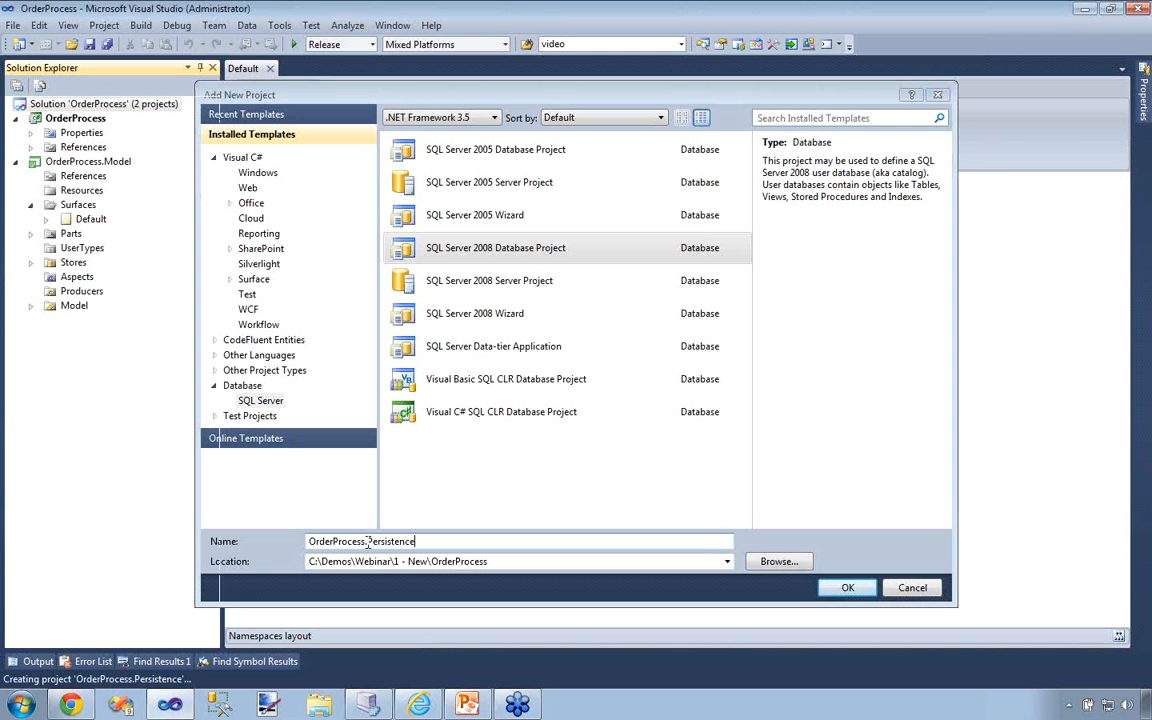 OrderProcess - Microsoft Visual Studio (Administrator)
File Edit View Project Build Debug Team Data Tools Test Analyze Window Help
Release Mixed Platforms video
Solution Explorer
Default
Properties
Solution 'OrderProcess' (2 projects)
OrderProcess
Properties
References
OrderProcess.Model
References
Resources
Surfaces
Default
Parts
UserTypes
Stores
Aspects
Producers
Model
Add New Project
Recent Templates
Installed Templates
Visual C#
Windows
Web
Office
Cloud
Reporting
SharePoint
Silverlight
Surface
Test
WCF
Workflow
CodeFluent Entities
Other Languages
Other Project Types
Database
SQL Server
Test Projects
Online Templates
.NET Framework 3.5 Sort by: Default
SQL Server 2005 Database Project Database
SQL Server 2005 Server Project Database
SQL Server 2005 Wizard Database
SQL Server 2008 Database Project Database
SQL Server 2008 Server Project Database
SQL Server 2008 Wizard Database
SQL Server Data-tier Application Database
Visual Basic SQL CLR Database Project Database
Visual C# SQL CLR Database Project Database
Search Installed Templates
Type: Database
This project may be used to define a SQL
Server 2008 user database (aka catalog).
User databases contain objects like Tables,
Views, Stored Procedures and Indexes.
Name: OrderProcess.Persistence
Location: C:\Demos\Webinar\1 - New\OrderProcess Browse...
OK Cancel
Namespaces layout
Output Error List Find Results 1 Find Symbol Results
Creating project 'OrderProcess.Persistence'...